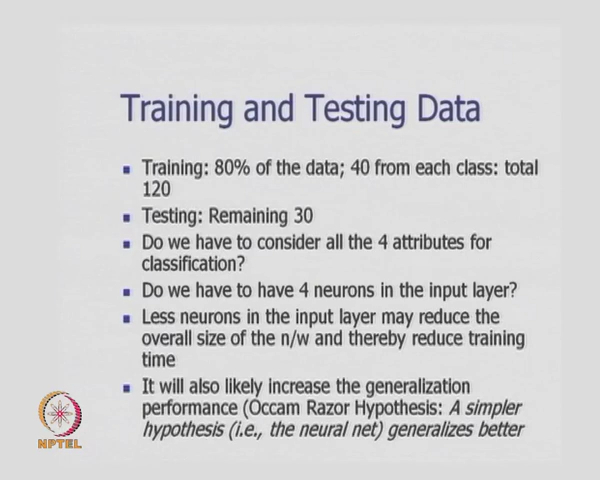 Training and Testing Data
Training: 80% of the data; 40 from each class: total
120
Testing: Remaining 30
Do we have to consider all the 4 attributes for
classification?
Do we have to have 4 neurons in the input layer?
Less neurons in the input layer may reduce the
overall size of the n/w and thereby reduce training
time
It will also likely increase the generalization
performance (Occam Razor Hypothesis: A simpler
hypothesis (i.e., the neural net) generalizes better
NPTEL